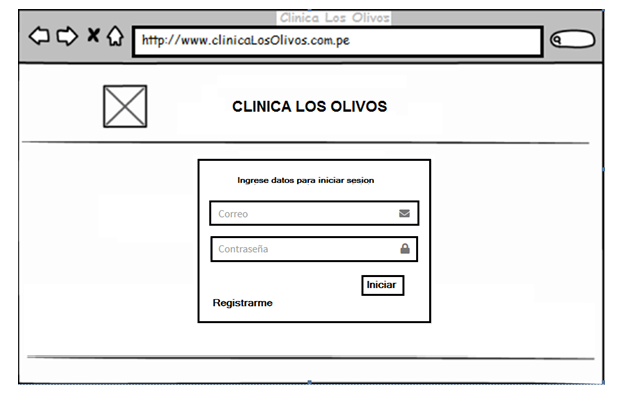 Clinica Los Olivos
http://www.clinicaLosOlivos.com.pe
CLINICA LOS OLIVOS
Ingrese datos para iniciar sesion
Correo
Contraseña
Iniciar
Registrarme